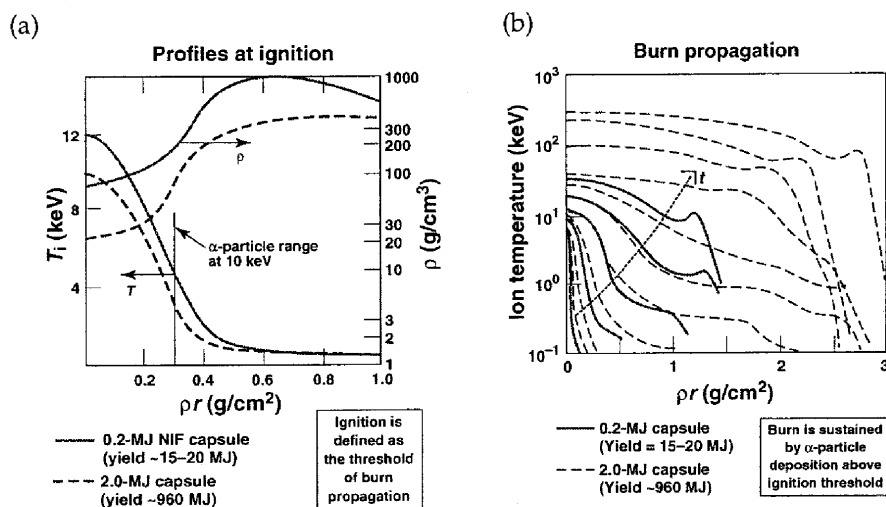 (a)
Profiles at ignition
12
8
4
T_i (keV)
1000
300
200
100
30
20
10
3
2
1
ρ (g/cm³)
ρ
α-particle range
at 10 keV
T
0.2 0.4 0.6 0.8 1.0
ρr (g/cm²)
0.2-MJ NIF capsule
(yield ~15–20 MJ)
2.0-MJ capsule
(yield ~960 MJ)
Ignition is
defined as
the threshold
of burn
propagation
(b)
Burn propagation
10³
10²
10¹
10⁰
10⁻¹
Ion temperature (keV)
t
0 1 2 3
ρr (g/cm²)
0.2-MJ capsule
(Yield = 15–20 MJ)
2.0-MJ capsule
(Yield ~960 MJ)
Burn is sustained
by α-particle
deposition above
ignition threshold